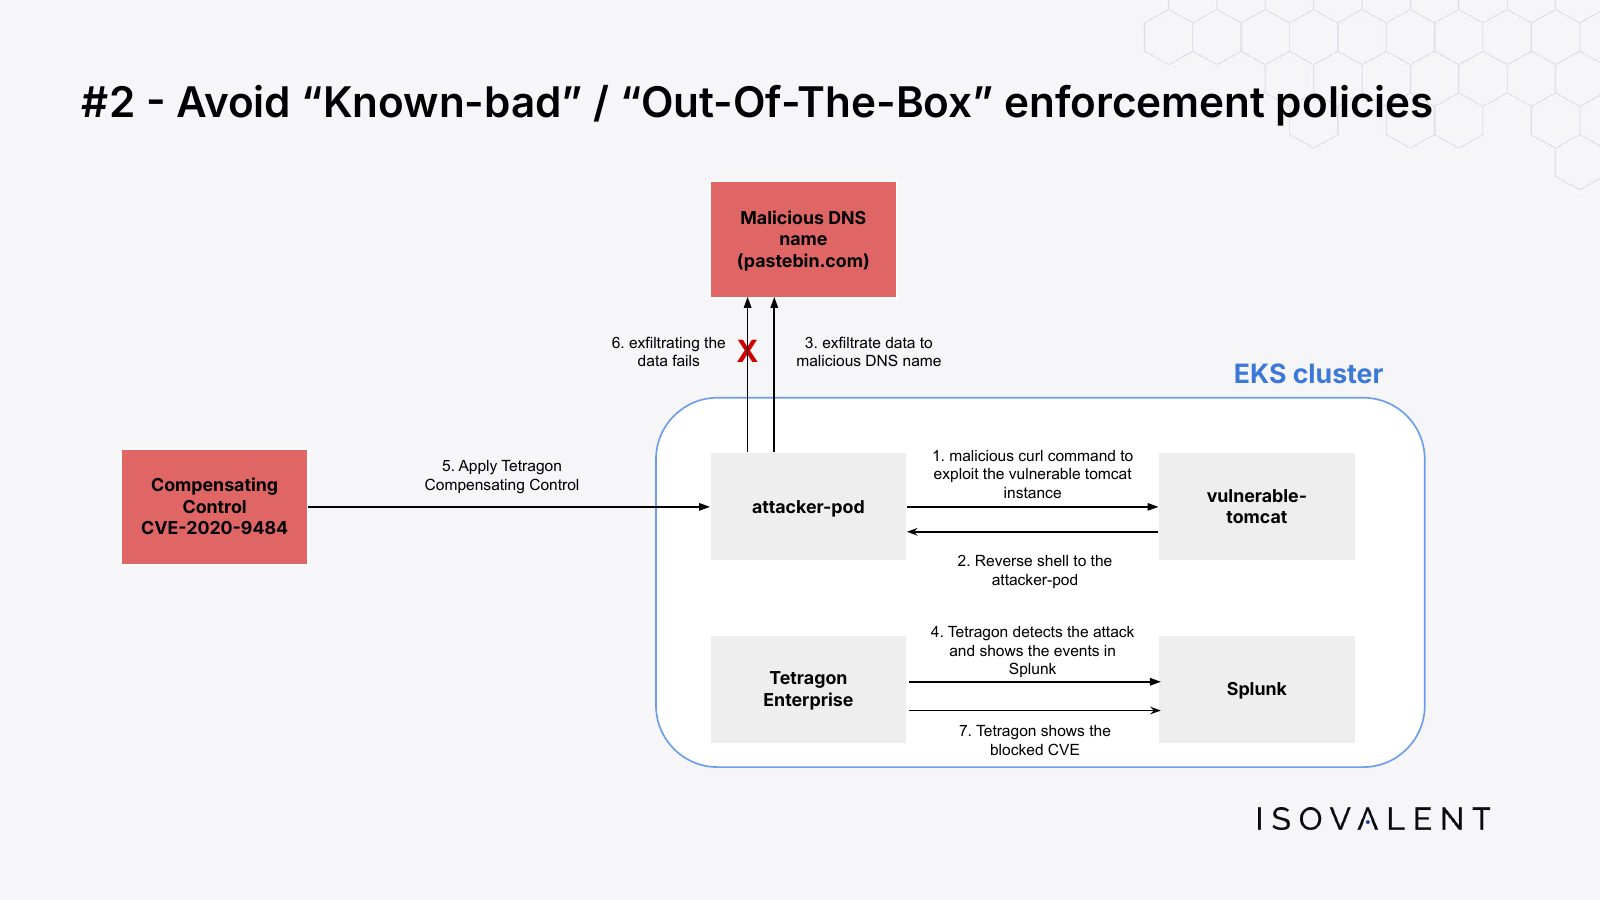 #2 - Avoid “Known-bad” / “Out-Of-The-Box” enforcement policies
Malicious DNS
name
(pastebin.com)
6. exfiltrating the
data fails
X
3. exfiltrate data to
malicious DNS name
EKS cluster
Compensating
Control
CVE-2020-9484
5. Apply Tetragon
Compensating Control
attacker-pod
1. malicious curl command to
exploit the vulnerable tomcat
instance
vulnerable-
tomcat
2. Reverse shell to the
attacker-pod
Tetragon
Enterprise
4. Tetragon detects the attack
and shows the events in
Splunk
Splunk
7. Tetragon shows the
blocked CVE
ISOVALENT